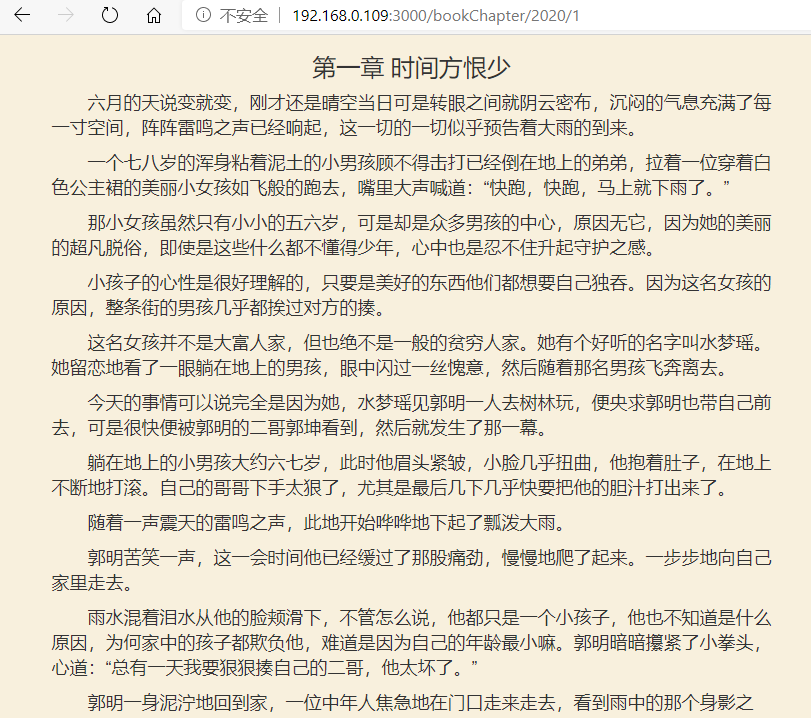 不安全 192.168.0.109:3000/bookChapter/2020/1
第一章 时间方恨少
六月的天说变就变，刚才还是晴空当日可是转眼之间就阴云密布，沉闷的气息充满了每
一寸空间，阵阵雷鸣之声已经响起，这一切的一切似乎预告着大雨的到来。
一个七八岁的浑身粘着泥土的小男孩顾不得击打已经倒在地上的弟弟，拉着一位穿着白
色公主裙的美丽小女孩如飞般的跑去，嘴里大声喊道：“快跑，快跑，马上就下雨了。”
那小女孩虽然只有小小的五六岁，可是却是众多男孩的中心，原因无它，因为她的美丽
的超凡脱俗，即使是这些什么都不懂得少年，心中也是忍不住升起守护之感。
小孩子的心性是很好理解的，只要是美好的东西他们都想要自己独吞。因为这名女孩的
原因，整条街的男孩几乎都挨过对方的揍。
这名女孩并不是大富人家，但也绝不是一般的贫穷人家。她有个好听的名字叫水梦瑶。
她留恋地看了一眼躺在地上的男孩，眼中闪过一丝愧意，然后随着那名男孩飞奔离去。
今天的事情可以说完全是因为她，水梦瑶见郭明一人去树林玩，便央求郭明也带自己前
去，可是很快便被郭明的二哥郭坤看到，然后就发生了那一幕。
躺在地上的小男孩大约六七岁，此时他眉头紧皱，小脸几乎扭曲，他抱着肚子，在地上
不断地打滚。自己的哥哥下手太狠了，尤其是最后几下几乎快要把他的胆汁打出来了。
随着一声震天的雷鸣之声，此地开始哗哗地下起了瓢泼大雨。
郭明苦笑一声，这一会时间他已经缓过了那股痛劲，慢慢地爬了起来。一步步地向自己
家里走去。
雨水混着泪水从他的脸颊滑下，不管怎么说，他都只是一个小孩子，他也不知道是什么
原因，为何家中的孩子都欺负他，难道是因为自己的年龄最小嘛。郭明暗暗攥紧了小拳头，
心道：“总有一天我要狠狠揍自己的二哥，他太坏了。”
郭明一身泥泞地回到家，一位中年人焦急地在门口走来走去，看到雨中的那个身影之